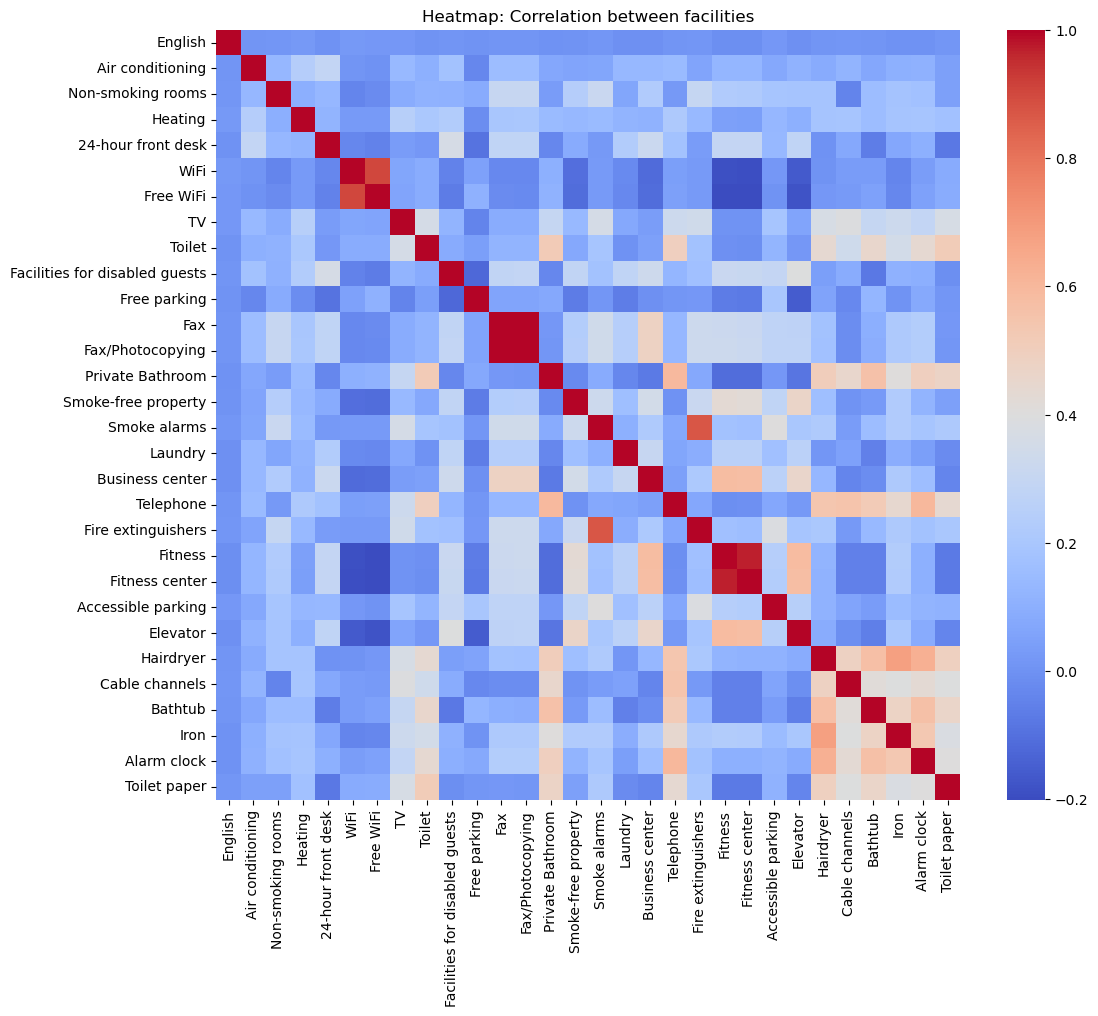 Heatmap: Correlation between facilities
English
Air conditioning
Non-smoking rooms
Heating
24-hour front desk
WiFi
Free WiFi
TV
Toilet
Facilities for disabled guests
Free parking
Fax
Fax/Photocopying
Private Bathroom
Smoke-free property
Smoke alarms
Laundry
Business center
Telephone
Fire extinguishers
Fitness
Fitness center
Accessible parking
Elevator
Hairdryer
Cable channels
Bathtub
Iron
Alarm clock
Toilet paper
English
Air conditioning
Non-smoking rooms
Heating
24-hour front desk
WiFi
Free WiFi
TV
Toilet
Facilities for disabled guests
Free parking
Fax
Fax/Photocopying
Private Bathroom
Smoke-free property
Smoke alarms
Laundry
Business center
Telephone
Fire extinguishers
Fitness
Fitness center
Accessible parking
Elevator
Hairdryer
Cable channels
Bathtub
Iron
Alarm clock
Toilet paper
1.0
0.8
0.6
0.4
0.2
0.0
−0.2